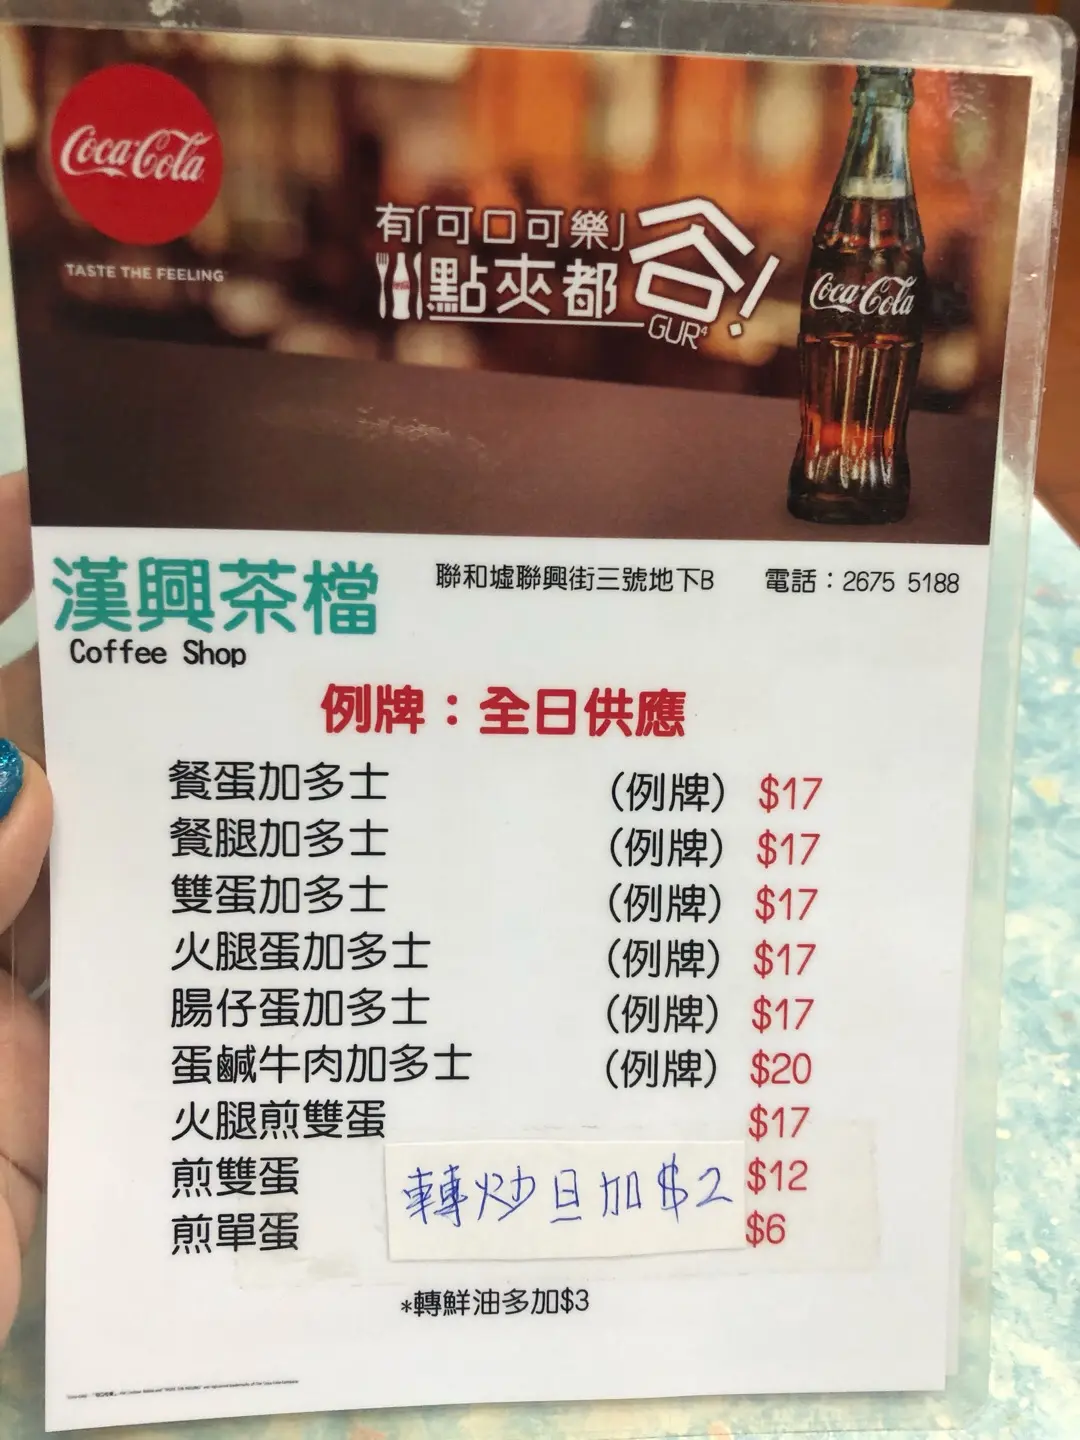 Coca-Cola
TASTE THE FEELING
有「可口可樂」
點夾都谷!
GUR⁴
Coca-Cola
漢興茶檔
Coffee Shop
聯和墟聯興街三號地下B 電話：2675 5188
例牌：全日供應
餐蛋加多士 (例牌) $17
餐腿加多士 (例牌) $17
雙蛋加多士 (例牌) $17
火腿蛋加多士 (例牌) $17
腸仔蛋加多士 (例牌) $17
蛋鹹牛肉加多士 (例牌) $20
火腿煎雙蛋 $17
煎雙蛋 $12
煎單蛋 $6
轉炒旦加$2
*轉鮮油多加$3